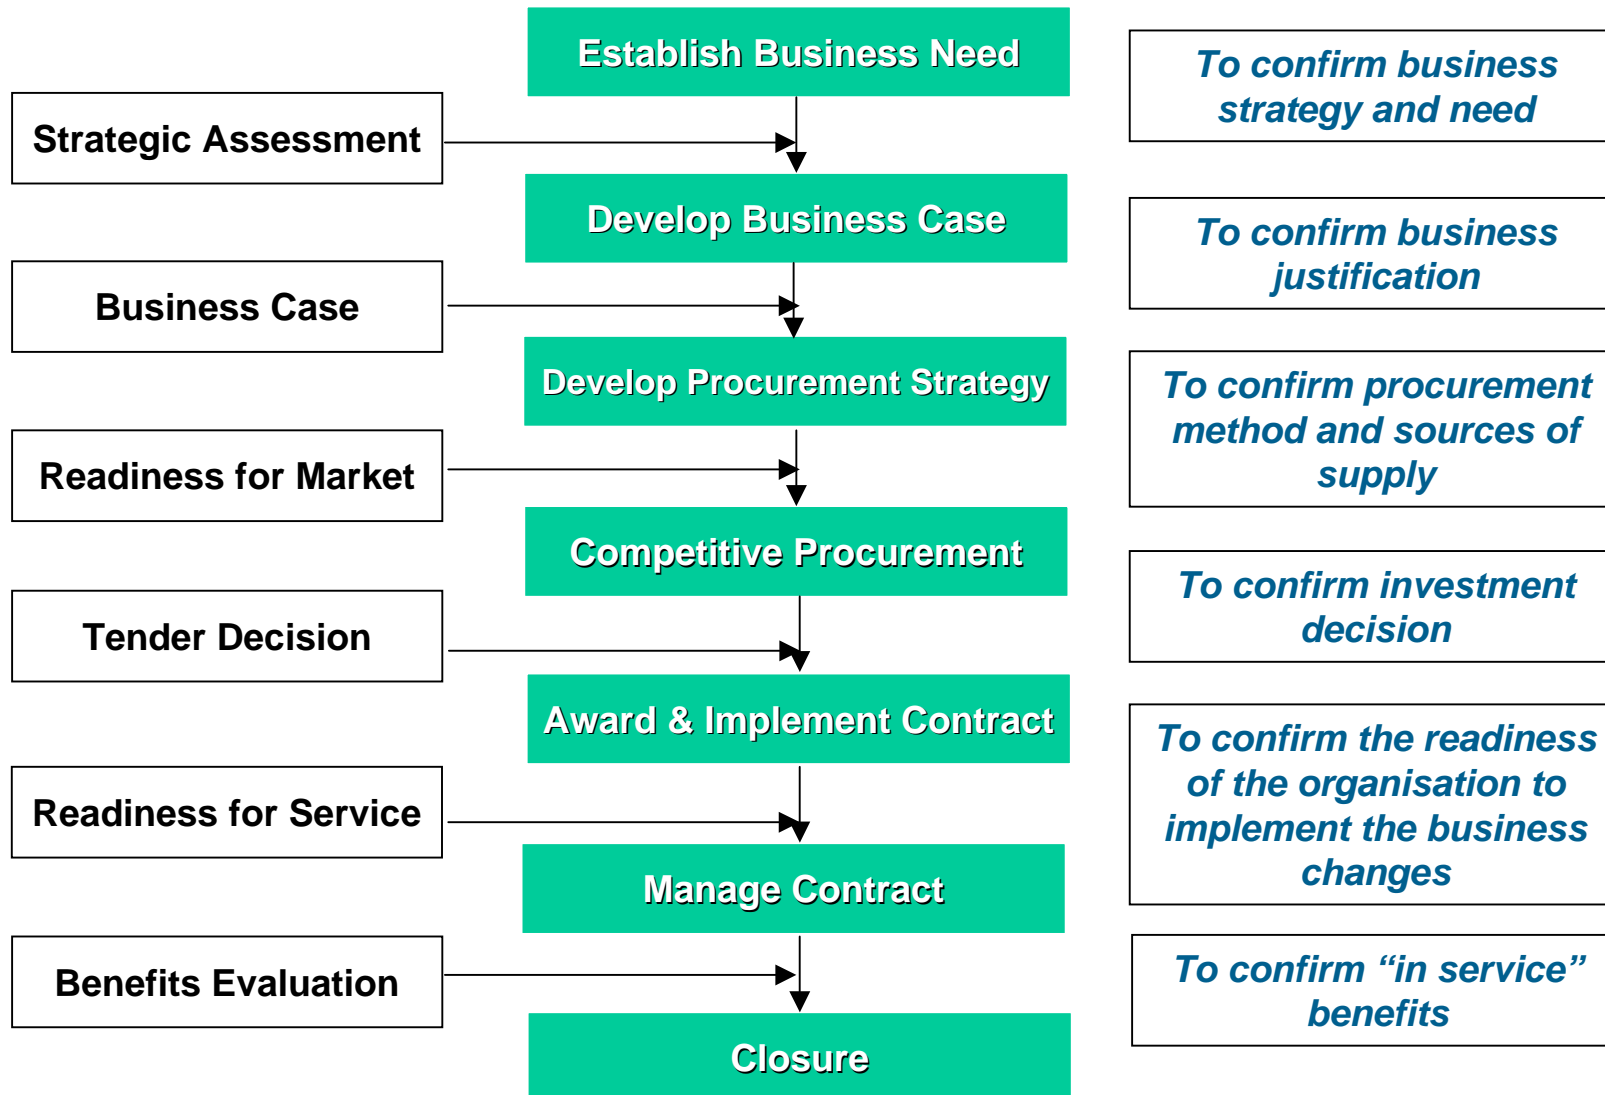 Establish Business Need
To confirm business
strategy and need
Strategic Assessment
Develop Business Case
To confirm business
justification
Business Case
Develop Procurement Strategy
To confirm procurement
method and sources of
supply
Readiness for Market
Competitive Procurement
To confirm investment
decision
Tender Decision
Award & Implement Contract
To confirm the readiness
of the organisation to
implement the business
changes
Readiness for Service
Manage Contract
Benefits Evaluation
To confirm “in service”
benefits
Closure